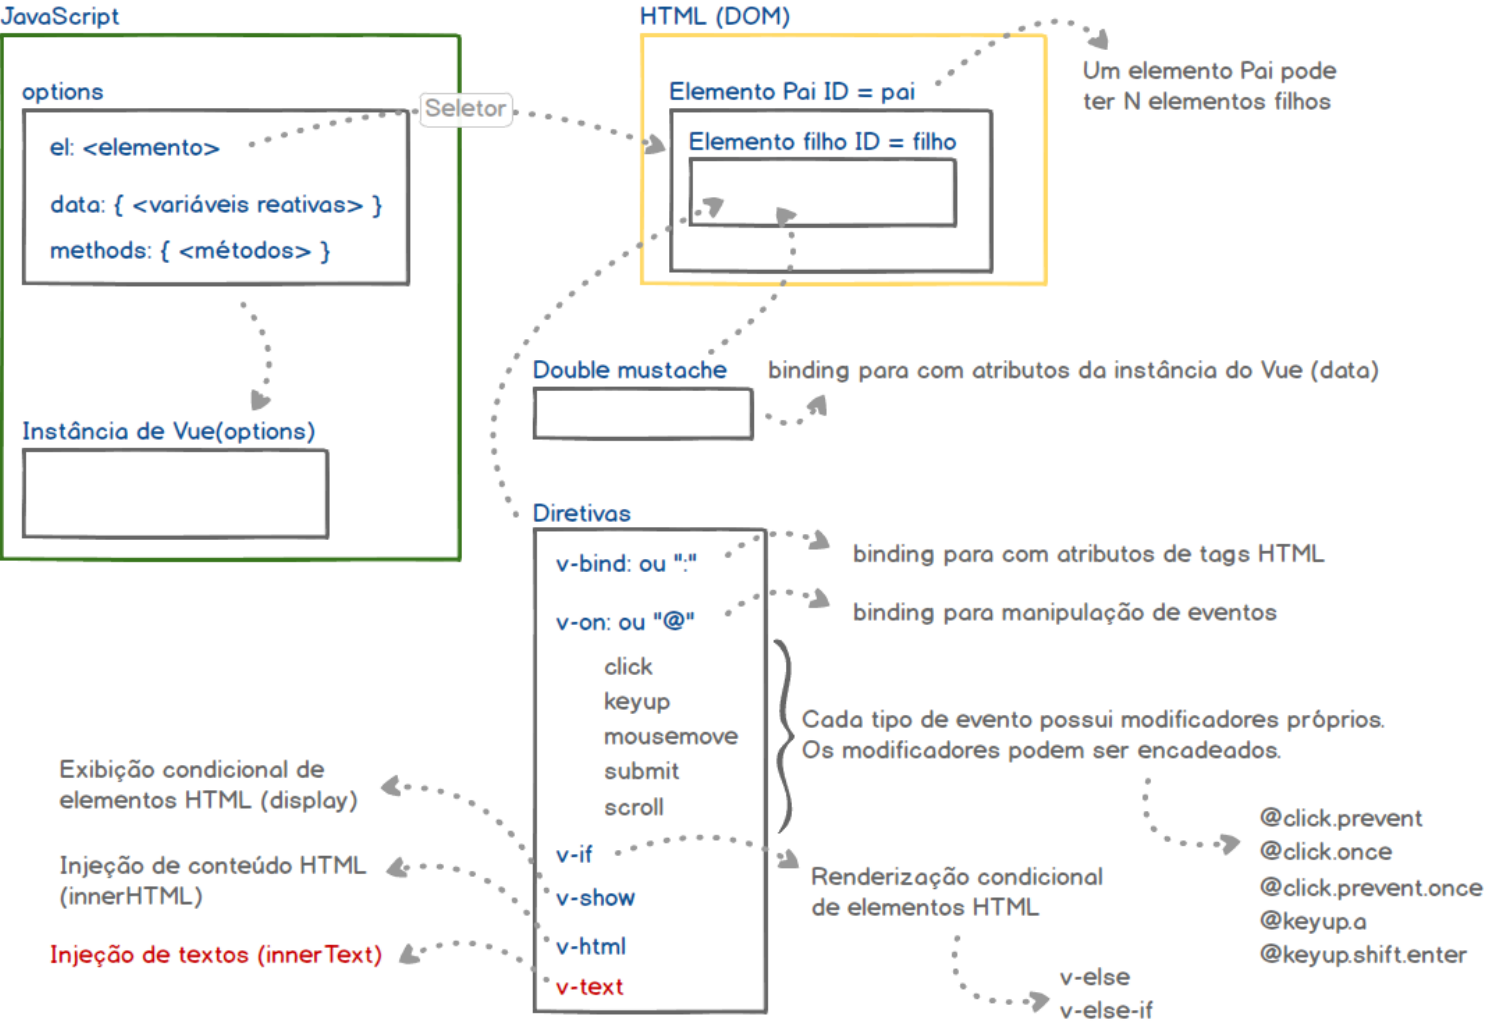 JavaScript
options
el: <elemento>
data: { <variáveis reativas> }
methods: { <métodos> }
Seletor
Instância de Vue(options)
HTML (DOM)
Elemento Pai ID = pai
Elemento filho ID = filho
Um elemento Pai pode
ter N elementos filhos
Double mustache
binding para com atributos da instância do Vue (data)
Diretivas
v-bind: ou ":"
binding para com atributos de tags HTML
v-on: ou "@"
binding para manipulação de eventos
click
keyup
mousemove
submit
scroll
Cada tipo de evento possui modificadores próprios.
Os modificadores podem ser encadeados.
@click.prevent
@click.once
@click.prevent.once
@keyup.a
@keyup.shift.enter
v-if
Renderização condicional
de elementos HTML
v-else
v-else-if
v-show
Exibição condicional de
elementos HTML (display)
v-html
Injeção de conteúdo HTML
(innerHTML)
v-text
Injeção de textos (innerText)